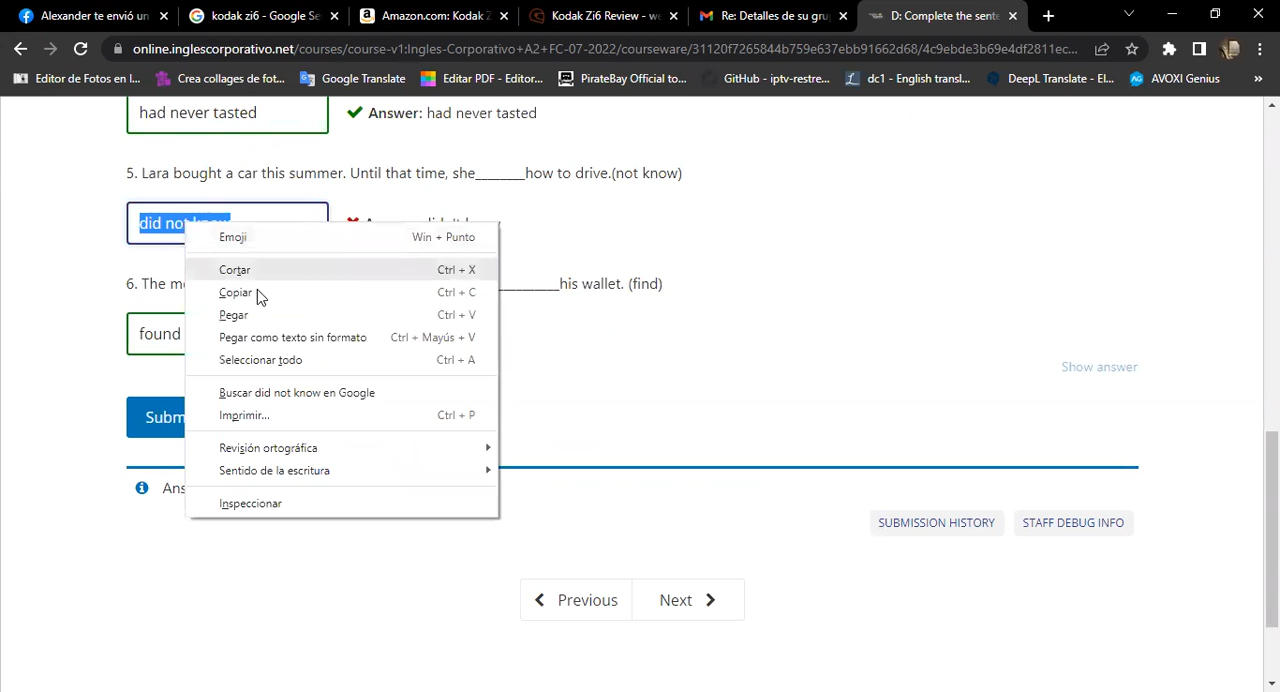 Alexander te envió un
kodak zi6 - Google Se
Amazon.com: Kodak Z
Kodak Zi6 Review - we
Re: Detalles de su gru
D: Complete the sente
online.inglescorporativo.net/courses/course-v1:Ingles-Corporativo+A2+FC-07-2022/courseware/31120f7265844b759e637ebb91662d68/4c9ebde3b69e4df2811ec...
Editor de Fotos en l...
Crea collages de fot...
Google Translate
Editar PDF - Editor...
PirateBay Official to...
GitHub - iptv-restre...
dc1 - English transl...
DeepL Translate - El...
AVOXI Genius
»
had never tasted
Answer: had never tasted
5. Lara bought a car this summer. Until that time, she_______how to drive.(not know)
did not know
6. The m
his wallet. (find)
found
Emoji Win + Punto
Cortar Ctrl + X
Copiar Ctrl + C
Pegar Ctrl + V
Pegar como texto sin formato Ctrl + Mayús + V
Seleccionar todo Ctrl + A
Buscar did not know en Google
Imprimir... Ctrl + P
Revisión ortográfica
Sentido de la escritura
Inspeccionar
Show answer
Subm
Ans
SUBMISSION HISTORY
STAFF DEBUG INFO
Previous
Next